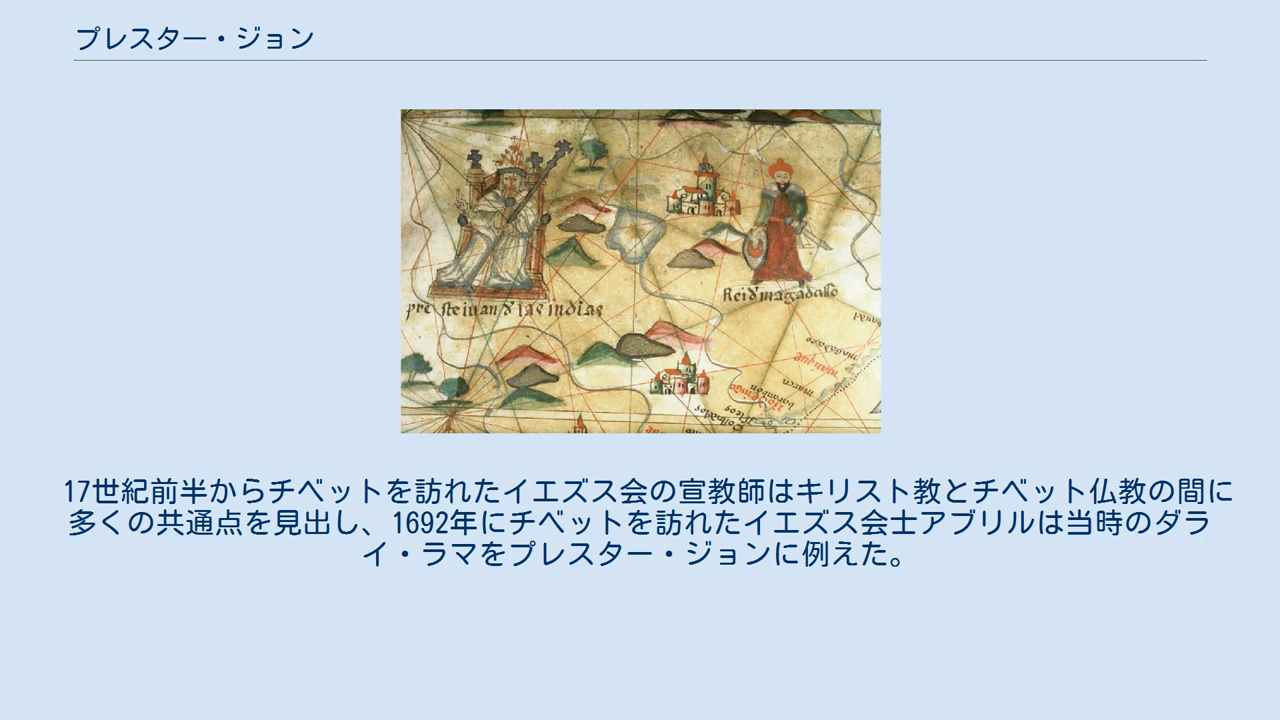 プレスター・ジョン
pre ste iuan d las indias
Rei d magadasso
17世紀前半からチベットを訪れたイエズス会の宣教師はキリスト教とチベット仏教の間に
多くの共通点を見出し、1692年にチベットを訪れたイエズス会士アブリルは当時のダラ
イ・ラマをプレスター・ジョンに例えた。